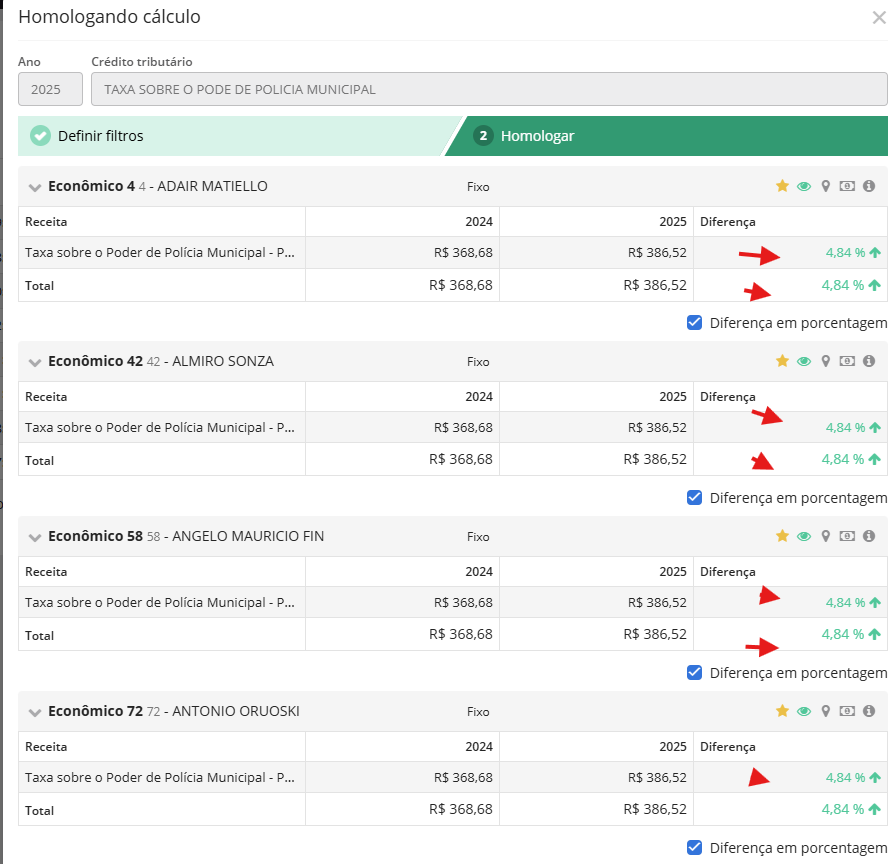 Homologando cálculo
Ano Crédito tributário
2025 TAXA SOBRE O PODE DE POLICIA MUNICIPAL
Definir filtros 2 Homologar
Econômico 4 4 - ADAIR MATIELLO Fixo
Receita 2024 2025 Diferença
Taxa sobre o Poder de Polícia Municipal - P... R$ 368,68 R$ 386,52 4,84 %
Total R$ 368,68 R$ 386,52 4,84 %
Diferença em porcentagem
Econômico 42 42 - ALMIRO SONZA Fixo
Receita 2024 2025 Diferença
Taxa sobre o Poder de Polícia Municipal - P... R$ 368,68 R$ 386,52 4,84 %
Total R$ 368,68 R$ 386,52 4,84 %
Diferença em porcentagem
Econômico 58 58 - ANGELO MAURICIO FIN Fixo
Receita 2024 2025 Diferença
Taxa sobre o Poder de Polícia Municipal - P... R$ 368,68 R$ 386,52 4,84 %
Total R$ 368,68 R$ 386,52 4,84 %
Diferença em porcentagem
Econômico 72 72 - ANTONIO ORUOSKI Fixo
Receita 2024 2025 Diferença
Taxa sobre o Poder de Polícia Municipal - P... R$ 368,68 R$ 386,52 4,84 %
Total R$ 368,68 R$ 386,52 4,84 %
Diferença em porcentagem